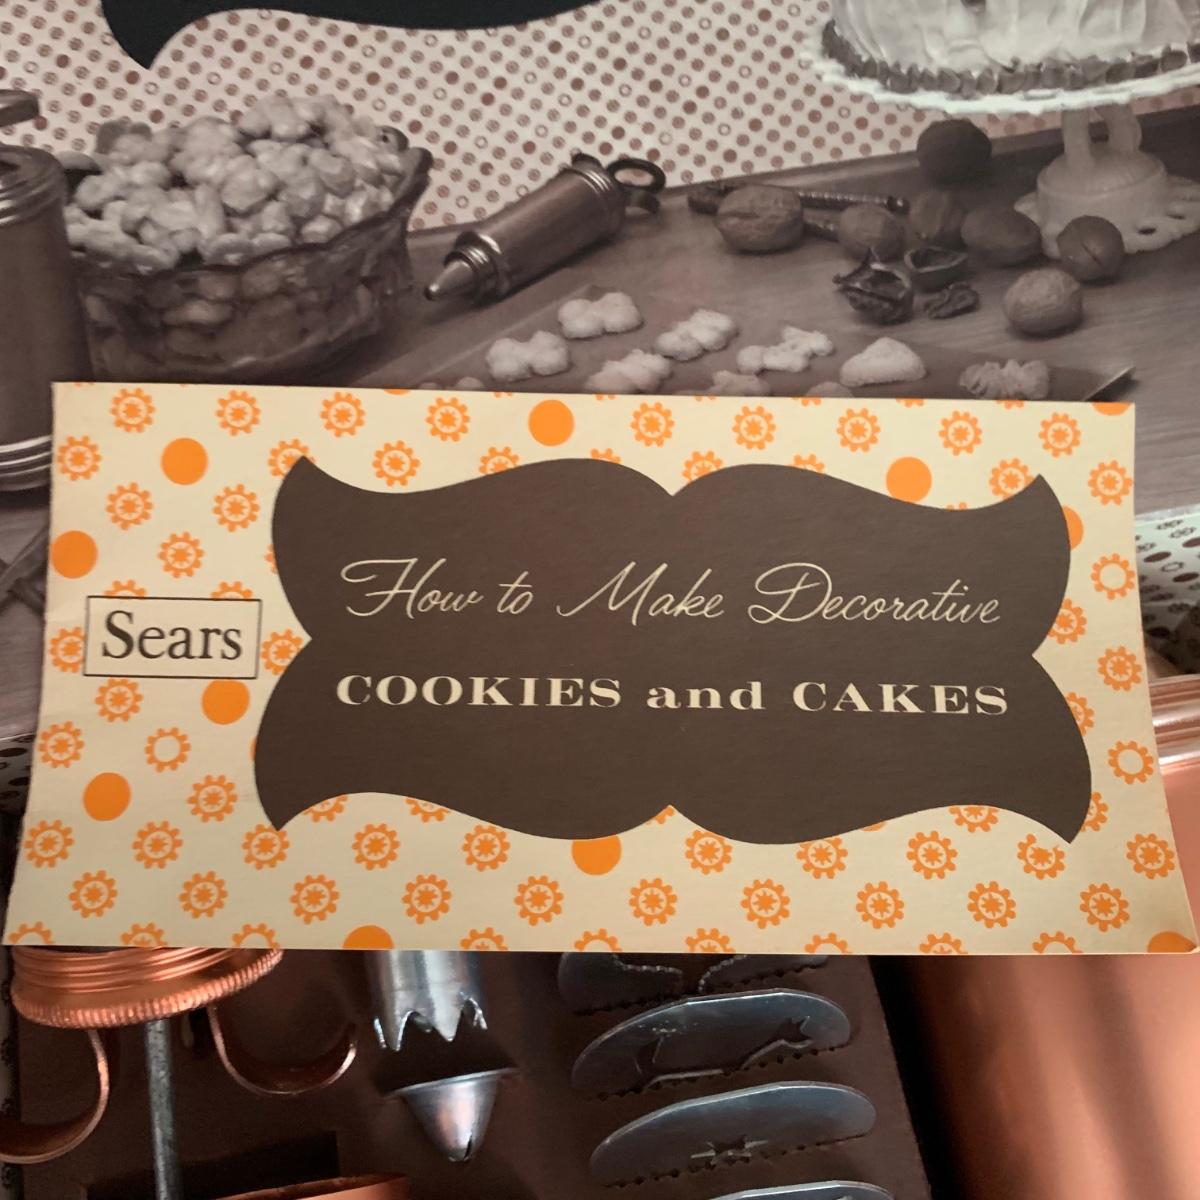 Sears
How to Make Decorative
COOKIES and CAKES